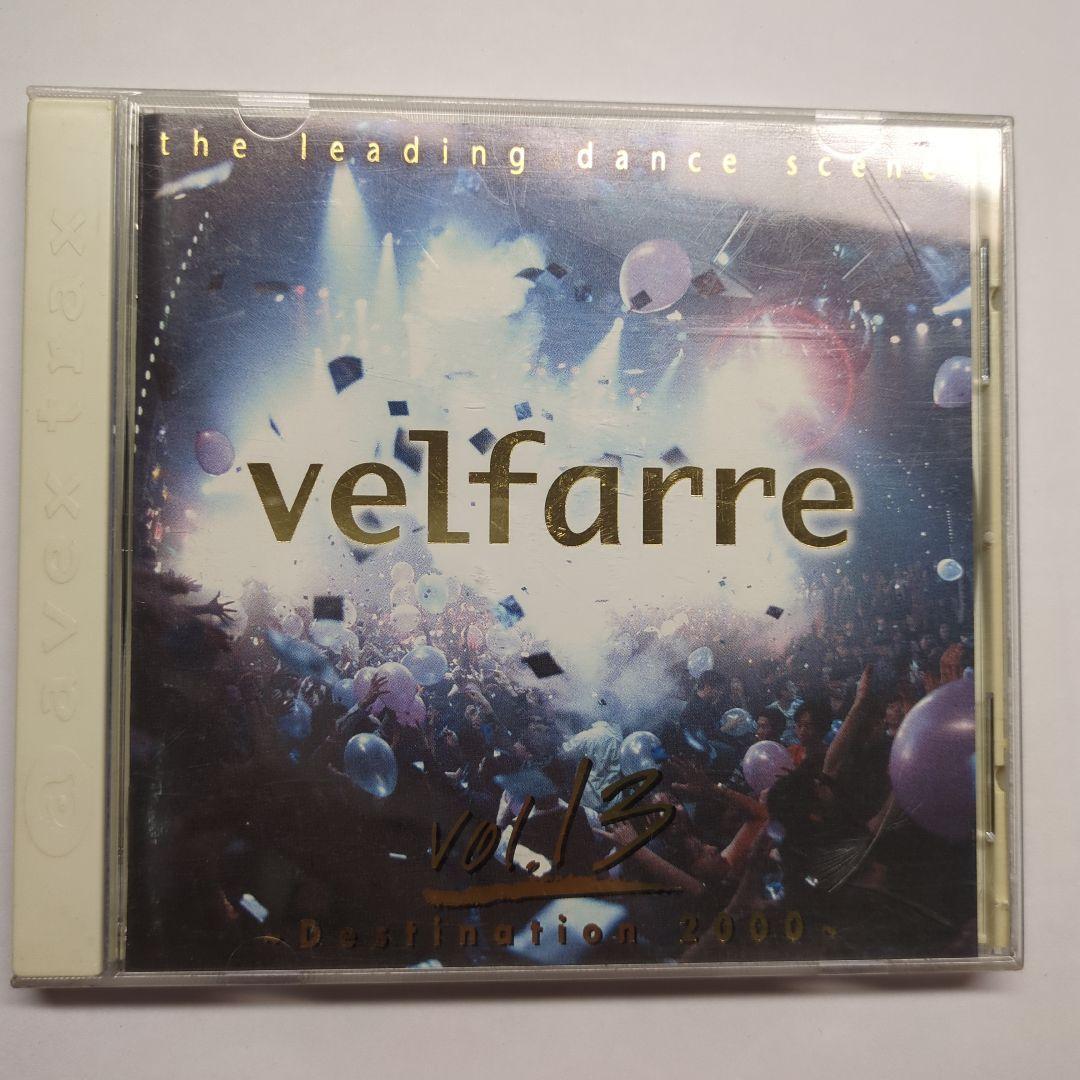 the leading dance scene
velfarre
vol.13
~Destination 2000~
@ avex trax